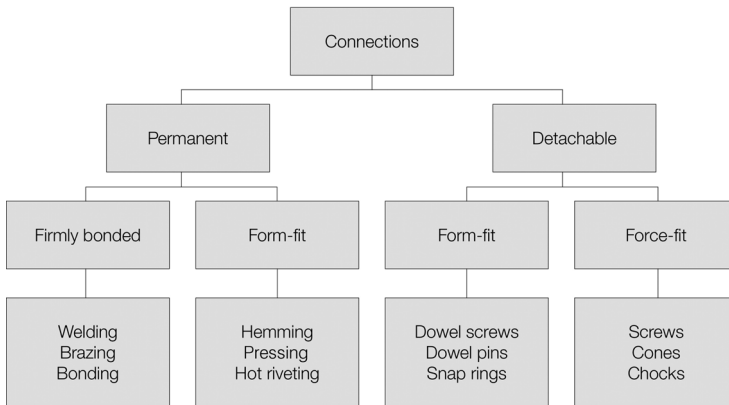 Connections
Permanent
Detachable
Firmly bonded
Form-fit
Form-fit
Force-fit
Welding
Brazing
Bonding
Hemming
Pressing
Hot riveting
Dowel screws
Dowel pins
Snap rings
Screws
Cones
Chocks